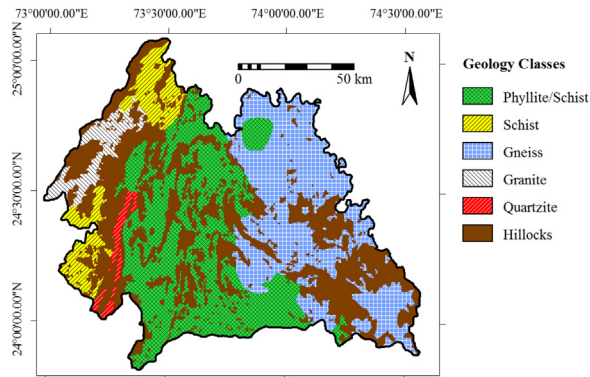 73°00'00.00"E 73°30'00.00"E 74°00'00.00"E 74°30'00.00"E
25°00'00.00"N
24°30'00.00"N
24°00'00.00"N
0 50 km
N
Geology Classes
Phyllite/Schist
Schist
Gneiss
Granite
Quartzite
Hillocks